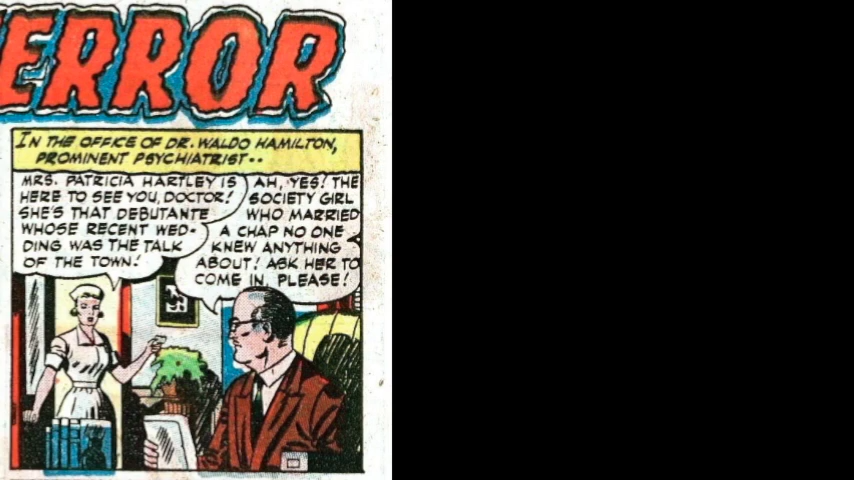 ERROR
IN THE OFFICE OF DR. WALDO HAMILTON,
PROMINENT PSYCHIATRIST--
MRS. PATRICIA HARTLEY IS
HERE TO SEE YOU, DOCTOR!
SHE'S THAT DEBUTANTE
WHOSE RECENT WED-
DING WAS THE TALK
OF THE TOWN!
AH, YES! THE
SOCIETY GIRL
WHO MARRIED
A CHAP NO ONE
KNEW ANYTHING
ABOUT! ASK HER TO
COME IN, PLEASE!